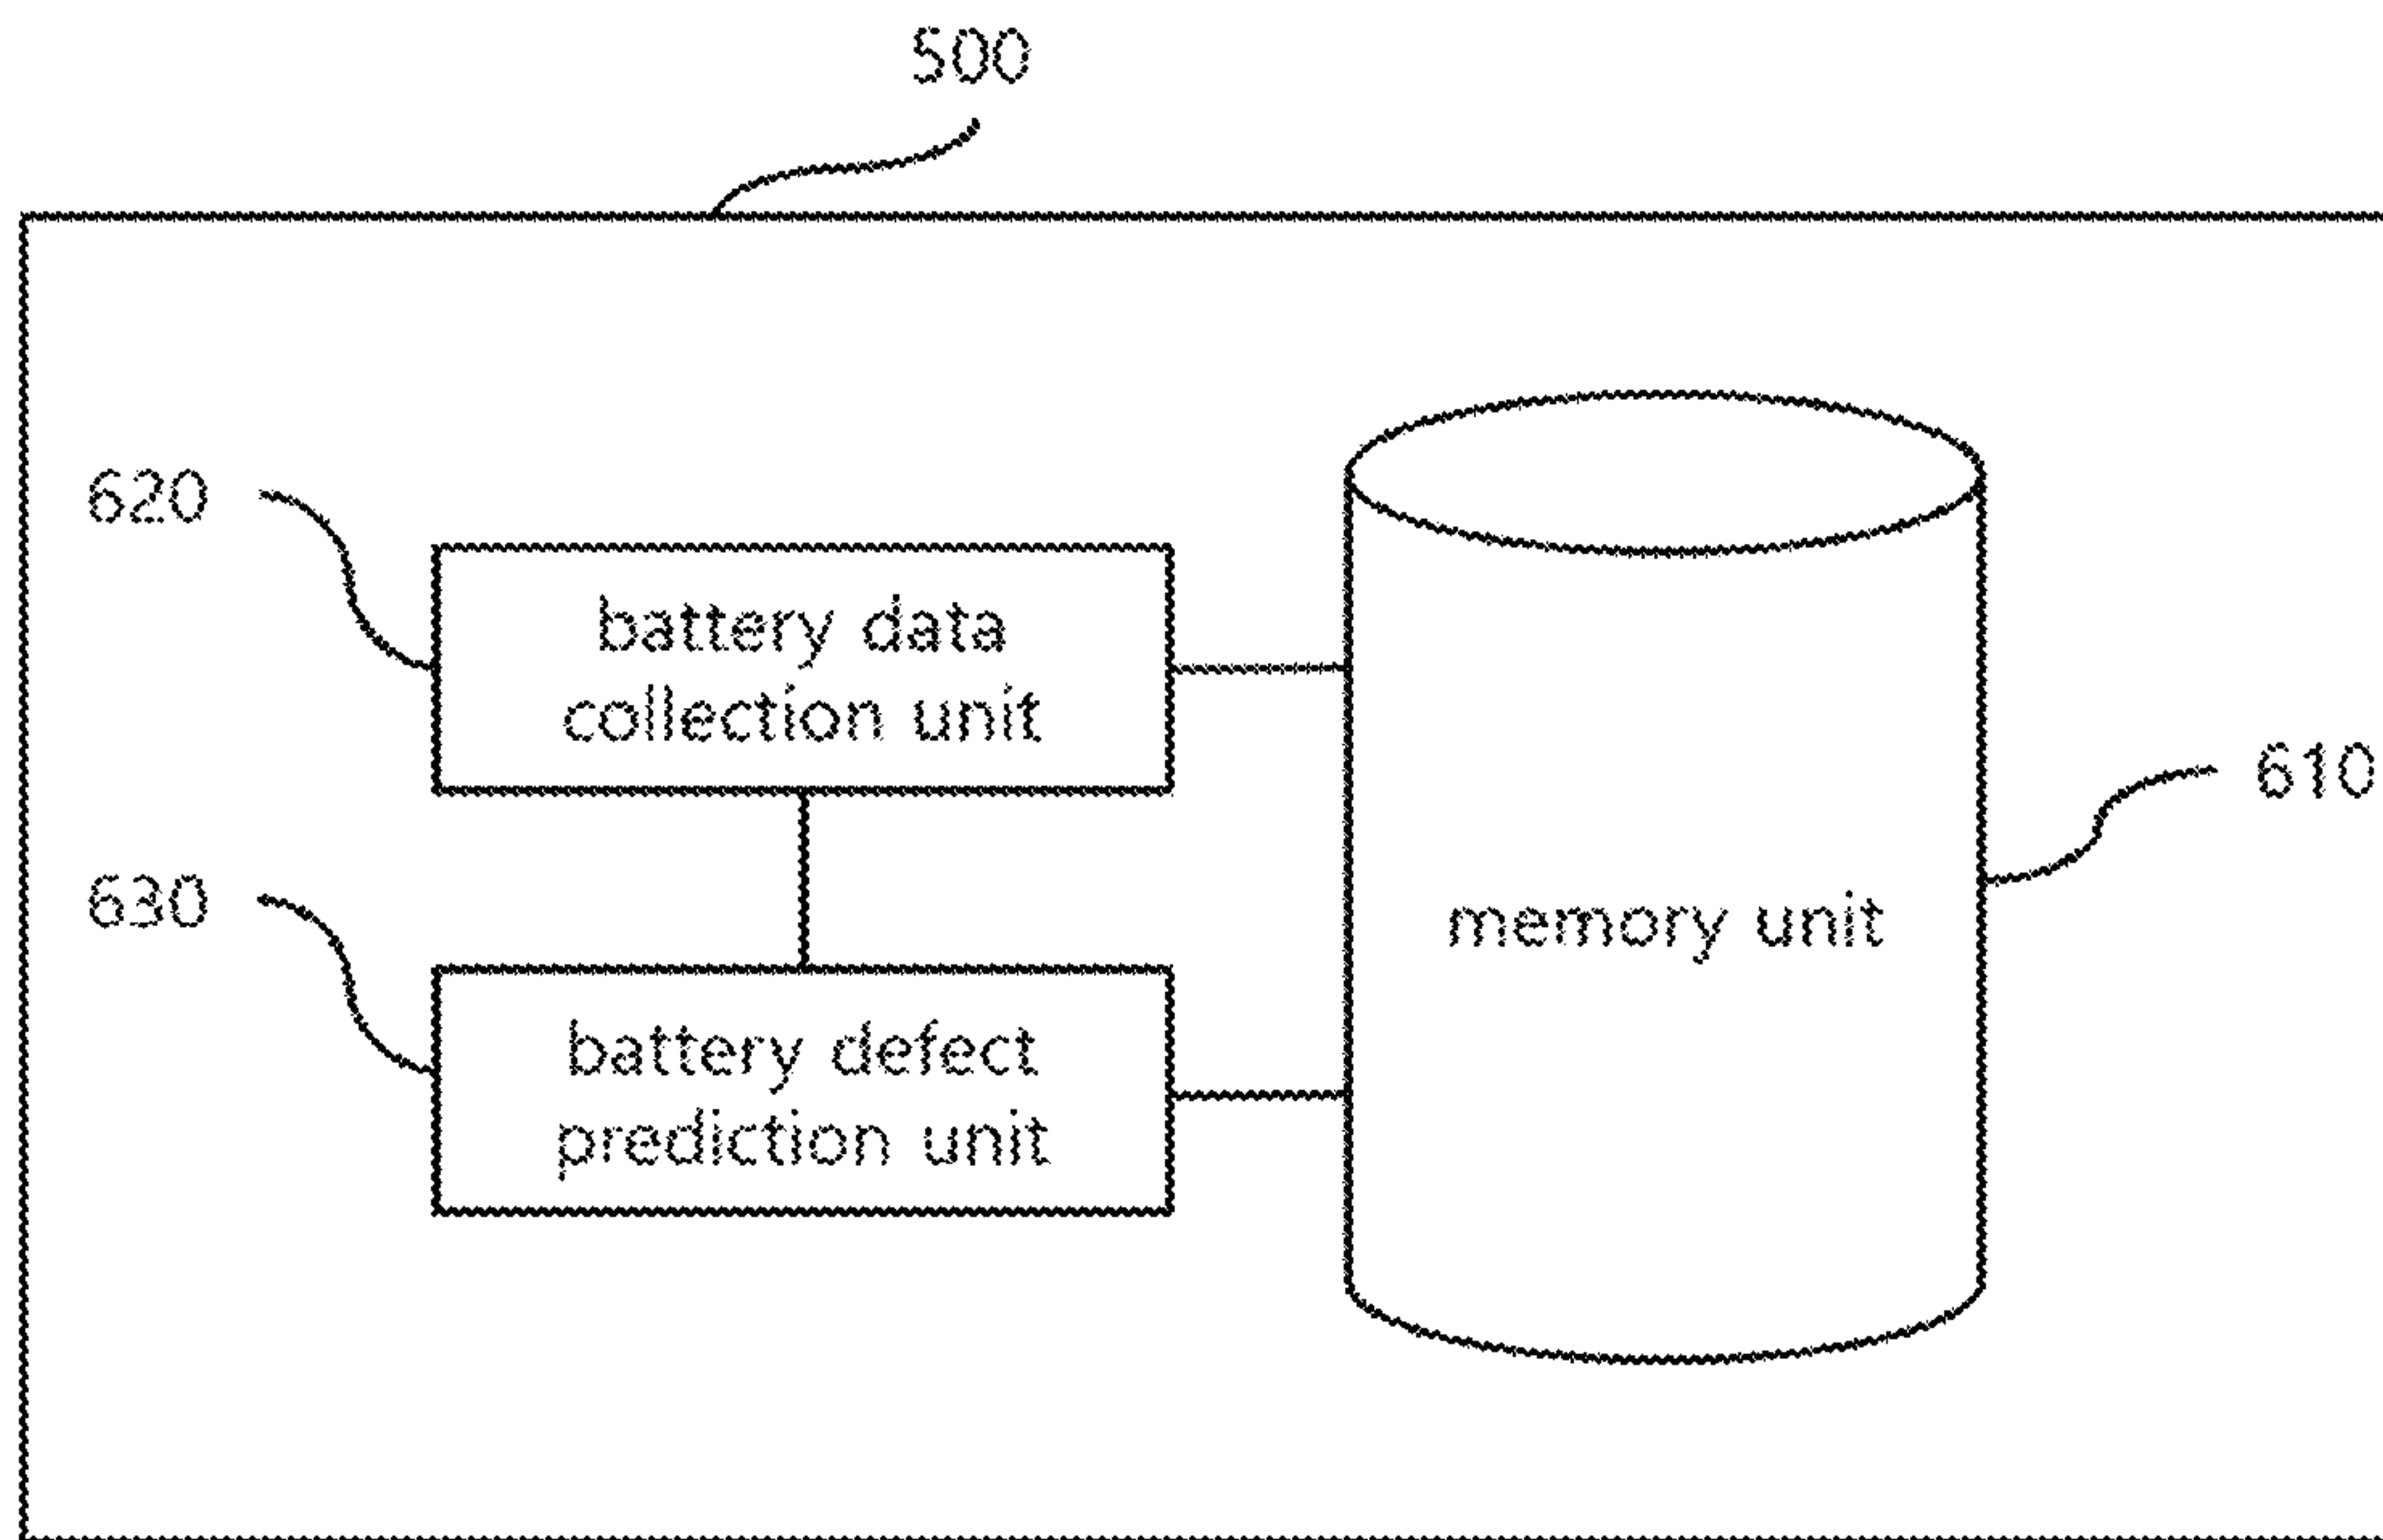 500
620
battery data
collection unit
610
630
memory unit
battery defect
prediction unit